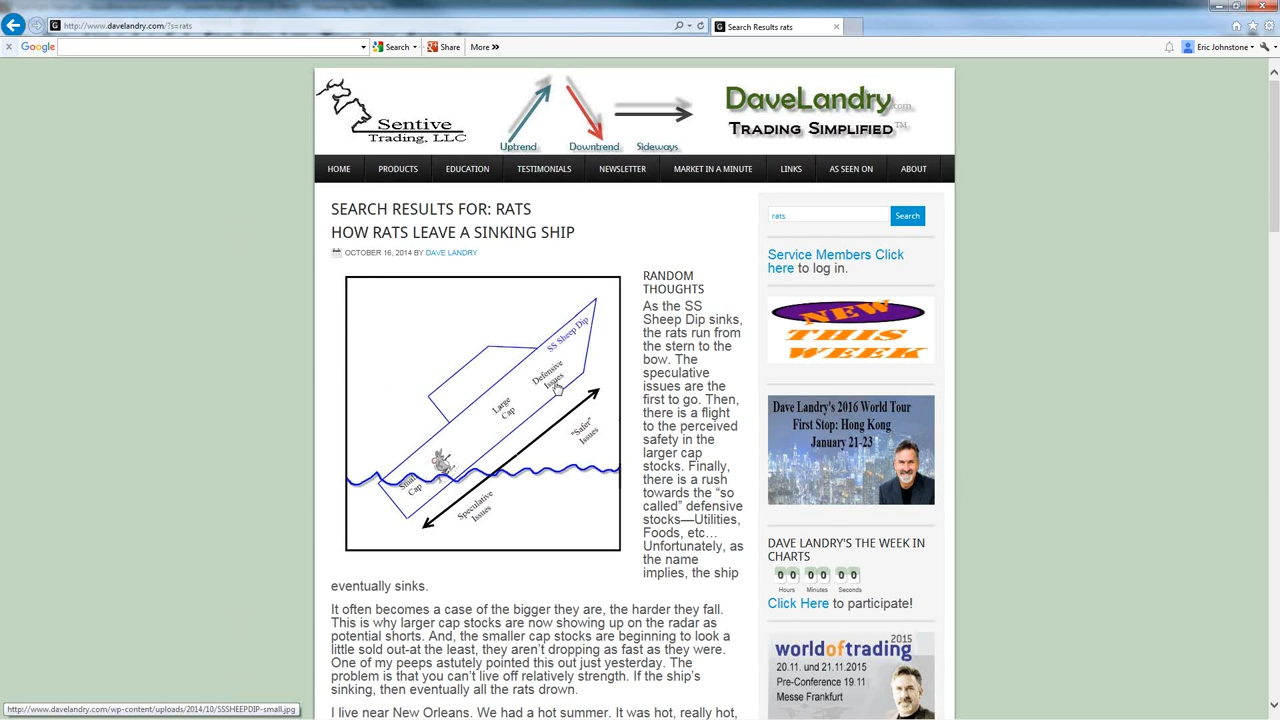 http://www.davelandry.com/?s=rats
Search Results rats
Google
Search
Share
More »
Eric Johnstone
Sentive
Trading, LLC
Uptrend
Downtrend
Sideways
DaveLandry.com
TRADING SIMPLIFIED™
HOME
PRODUCTS
EDUCATION
TESTIMONIALS
NEWSLETTER
MARKET IN A MINUTE
LINKS
AS SEEN ON
ABOUT
SEARCH RESULTS FOR: RATS
HOW RATS LEAVE A SINKING SHIP
OCTOBER 16, 2014 BY DAVE LANDRY
SS Sheep Dip
Defensive
Issues
Large
Cap
"Safer"
Issues
Small
Cap
Speculative
Issues
RANDOM
THOUGHTS
As the SS
Sheep Dip sinks,
the rats run from
the stern to the
bow. The
speculative
issues are the
first to go. Then,
there is a flight
to the perceived
safety in the
larger cap
stocks. Finally,
there is a rush
towards the “so
called” defensive
stocks—Utilities,
Foods, etc…
Unfortunately, as
the name
implies, the ship
eventually sinks.
It often becomes a case of the bigger they are, the harder they fall.
This is why larger cap stocks are now showing up on the radar as
potential shorts. And, the smaller cap stocks are beginning to look a
little sold out-at the least, they aren't dropping as fast as they were.
One of my peeps astutely pointed this out just yesterday. The
problem is that you can't live off relatively strength. If the ship's
sinking, then eventually all the rats drown.
I live near New Orleans. We had a hot summer. It was hot, really hot,
rats
Search
Service Members Click
here to log in.
NEW
THIS
WEEK
Dave Landry's 2016 World Tour
First Stop: Hong Kong
January 21-23
DAVE LANDRY'S THE WEEK IN
CHARTS
00 00 00
Hours Minutes Seconds
Click Here to participate!
2015
worldoftrading
20.11. und 21.11.2015
Pre-Conference 19.11
Messe Frankfurt
http://www.davelandry.com/wp-content/uploads/2014/10/SSSHEEPDIP-small.jpg